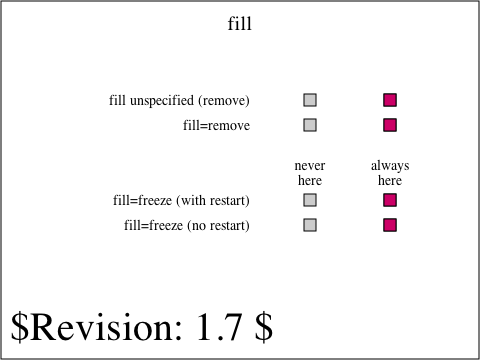 fill
fill unspecified (remove)
fill=remove
never here
always here
fill=freeze (with restart)
fill=freeze (no restart)
$Revision: 1.7 $